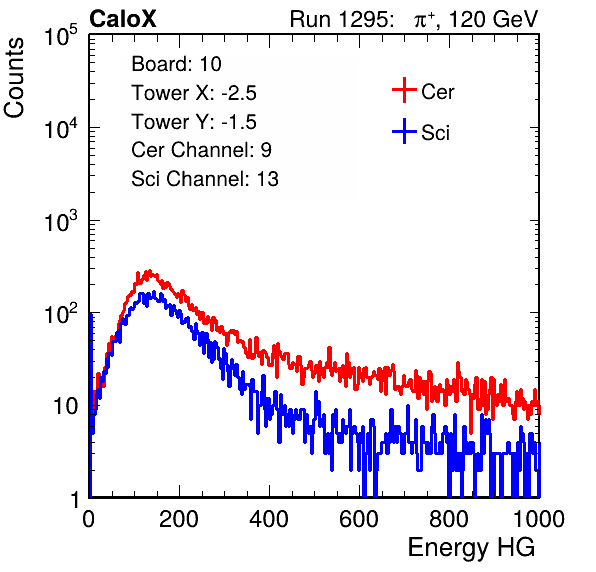 CaloX Run 1295: π⁺, 120 GeV
Board: 10
Tower X: -2.5
Tower Y: -1.5
Cer Channel: 9
Sci Channel: 13
Cer
Sci
Counts
10⁵
10⁴
10³
10²
10
1
0 200 400 600 800 1000
Energy HG